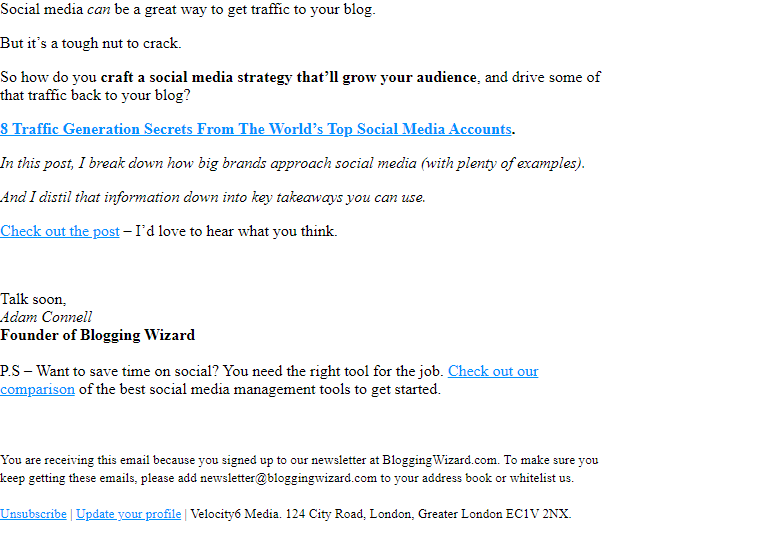 Social media can be a great way to get traffic to your blog.
But it’s a tough nut to crack.
So how do you craft a social media strategy that’ll grow your audience, and drive some of
that traffic back to your blog?
8 Traffic Generation Secrets From The World’s Top Social Media Accounts.
In this post, I break down how big brands approach social media (with plenty of examples).
And I distil that information down into key takeaways you can use.
Check out the post – I’d love to hear what you think.
Talk soon,
Adam Connell
Founder of Blogging Wizard
P.S – Want to save time on social? You need the right tool for the job. Check out our
comparison of the best social media management tools to get started.
You are receiving this email because you signed up to our newsletter at BloggingWizard.com. To make sure you
keep getting these emails, please add newsletter@bloggingwizard.com to your address book or whitelist us.
Unsubscribe | Update your profile | Velocity6 Media. 124 City Road, London, Greater London EC1V 2NX.